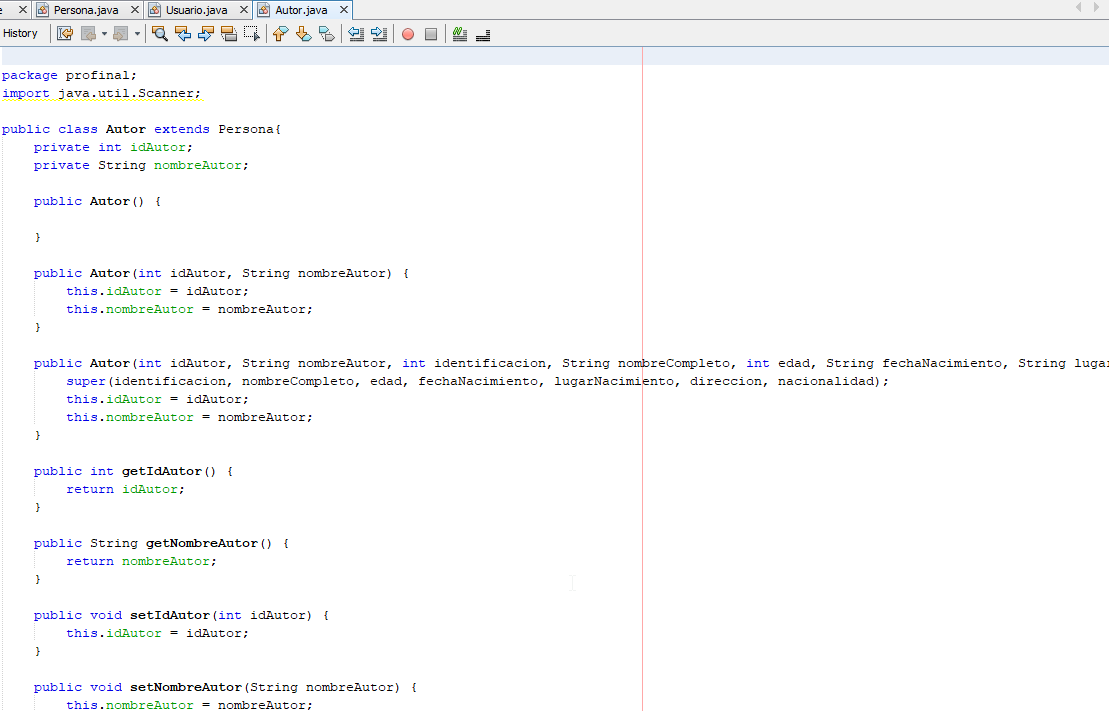 Persona.java
Usuario.java
Autor.java
History
package profinal;
import java.util.Scanner;
public class Autor extends Persona{
private int idAutor;
private String nombreAutor;
public Autor() {
}
public Autor(int idAutor, String nombreAutor) {
this.idAutor = idAutor;
this.nombreAutor = nombreAutor;
}
public Autor(int idAutor, String nombreAutor, int identificacion, String nombreCompleto, int edad, String fechaNacimiento, String lugar
super(identificacion, nombreCompleto, edad, fechaNacimiento, lugarNacimiento, direccion, nacionalidad);
this.idAutor = idAutor;
this.nombreAutor = nombreAutor;
}
public int getIdAutor() {
return idAutor;
}
public String getNombreAutor() {
return nombreAutor;
}
public void setIdAutor(int idAutor) {
this.idAutor = idAutor;
}
public void setNombreAutor(String nombreAutor) {
this.nombreAutor = nombreAutor;